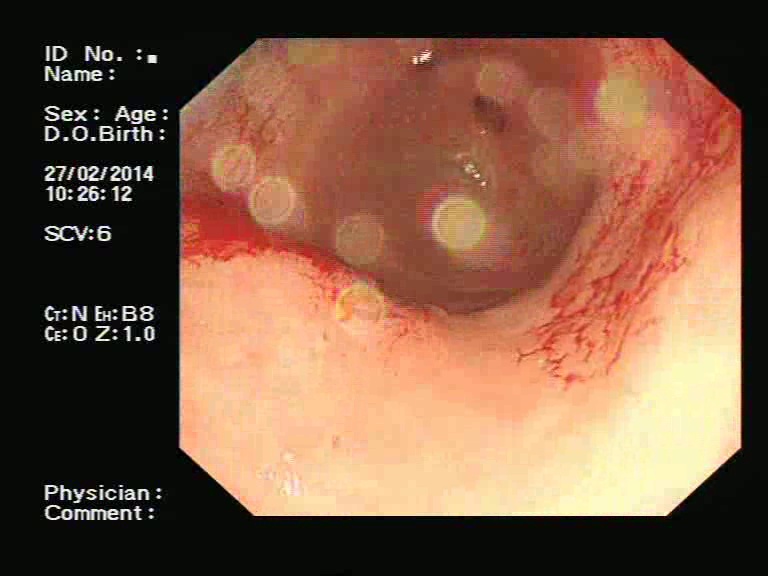 ID No. :
Name:
Sex: Age:
D.O.Birth:
27/02/2014
10:26:12
SCV:6
CT:N EH:B8
CE:0 Z:1.0
Physician:
Comment: